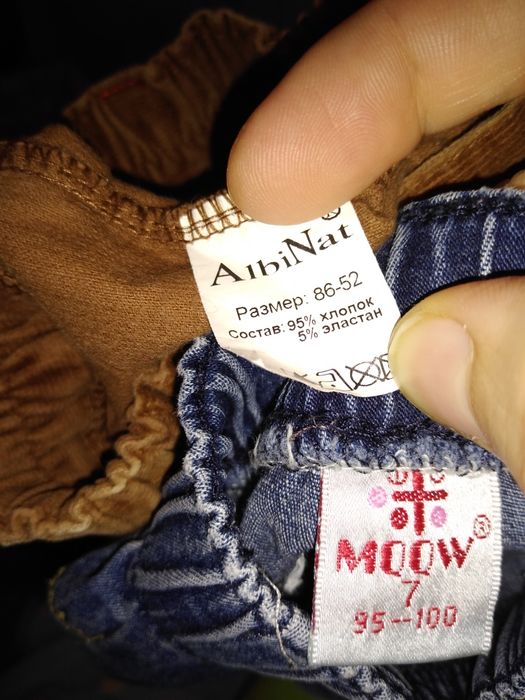 AlbiNat®
Размер: 86-52
Состав: 95% хлопок
5% эластан
MQQW®
7
95--100